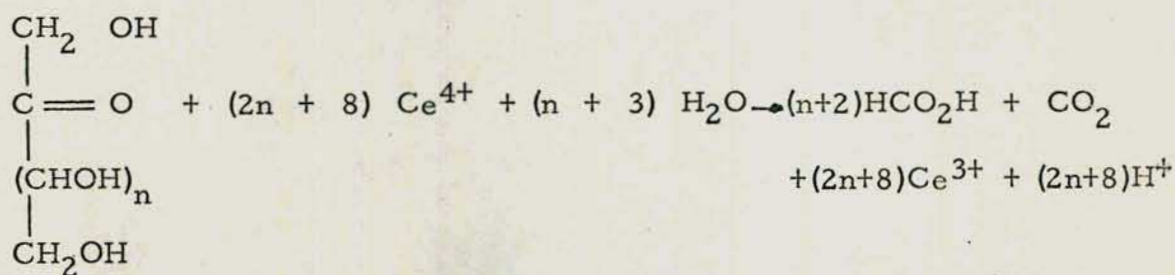 CH₂ OH
C = O + (2n + 8) Ce⁴⁺ + (n + 3) H₂O → (n+2)HCO₂H + CO₂
(CHOH)ₙ +(2n+8)Ce³⁺ + (2n+8)H⁺
CH₂OH